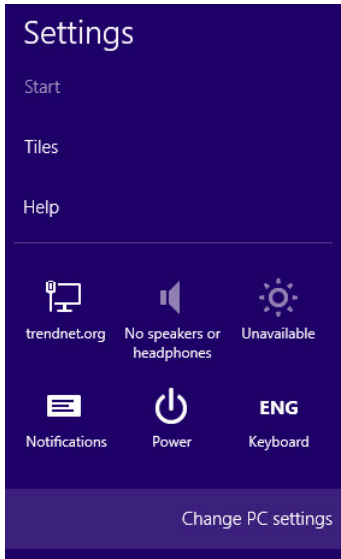 Settings
Start
Tiles
Help
trendnet.org
No speakers or
headphones
Unavailable
Notifications
Power
ENG
Keyboard
Change PC settings